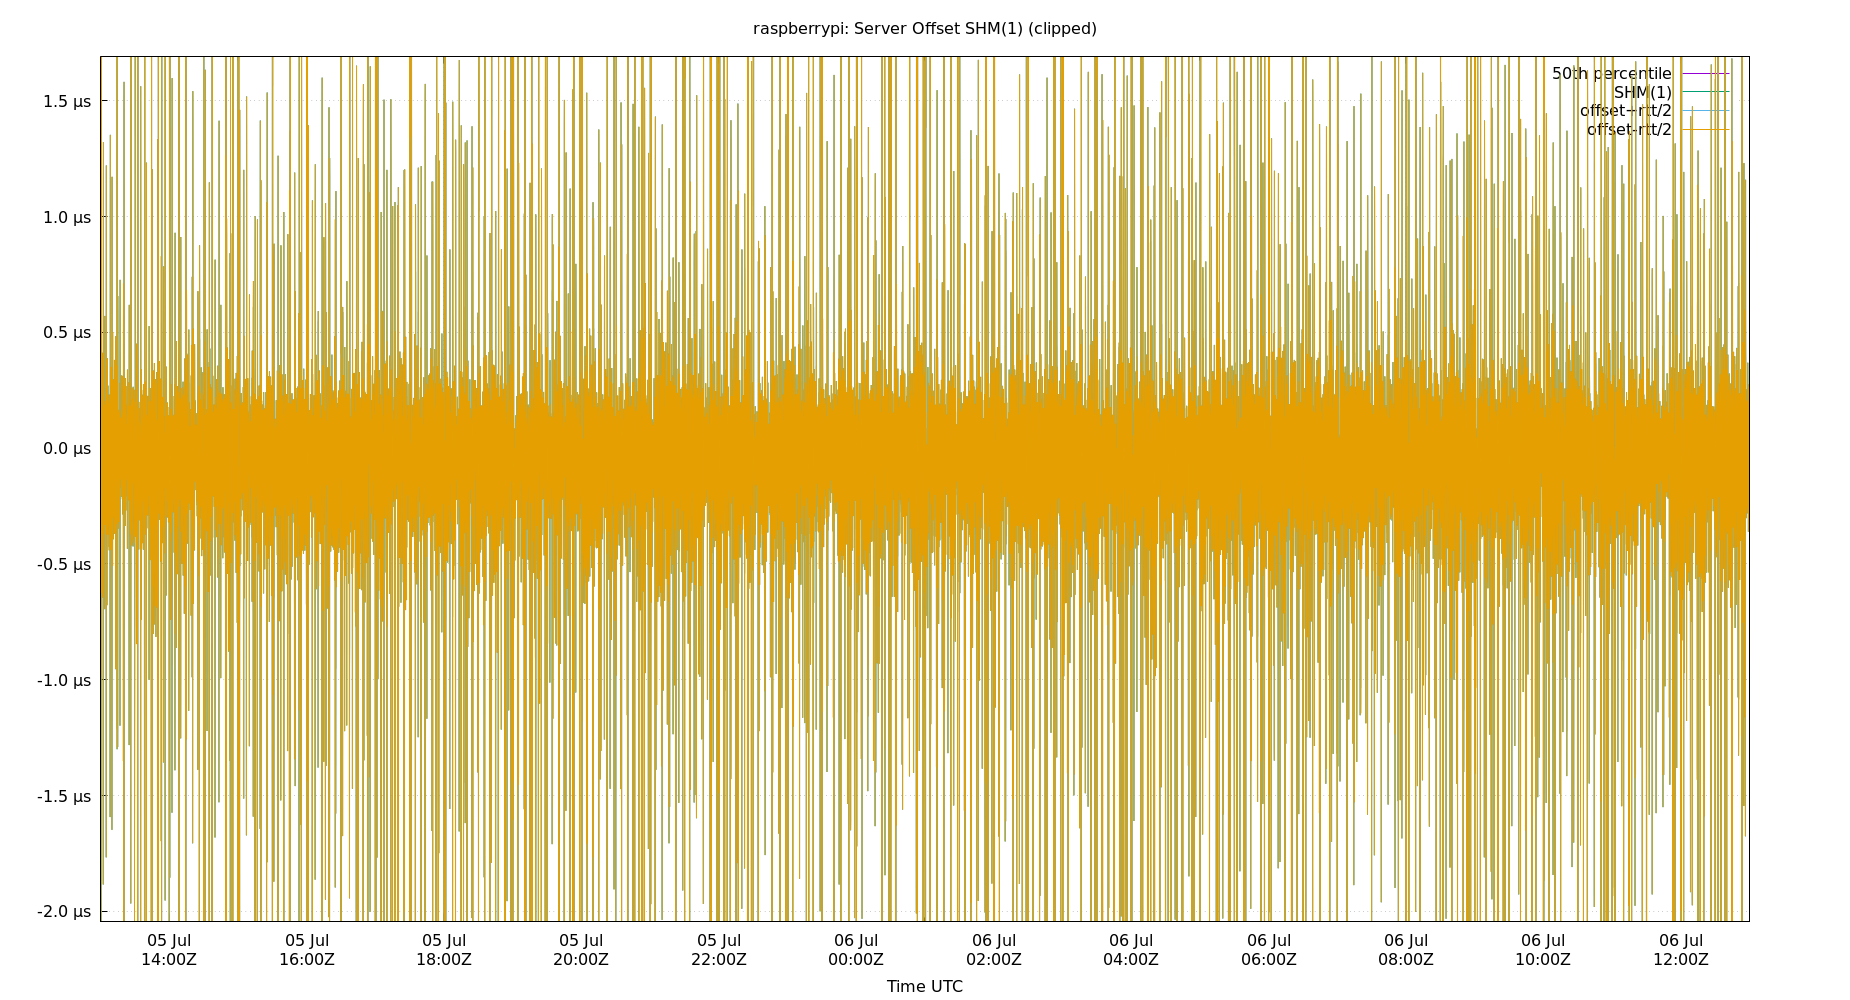 raspberrypi: Server Offset SHM(1) (clipped)
50th percentile
SHM(1)
offset+rtt/2
offset-rtt/2
1.5 µs
1.0 µs
0.5 µs
0.0 µs
-0.5 µs
-1.0 µs
-1.5 µs
-2.0 µs
05 Jul 05 Jul 05 Jul 05 Jul 05 Jul 06 Jul 06 Jul 06 Jul 06 Jul 06 Jul 06 Jul 06 Jul
14:00Z 16:00Z 18:00Z 20:00Z 22:00Z 00:00Z 02:00Z 04:00Z 06:00Z 08:00Z 10:00Z 12:00Z
Time UTC